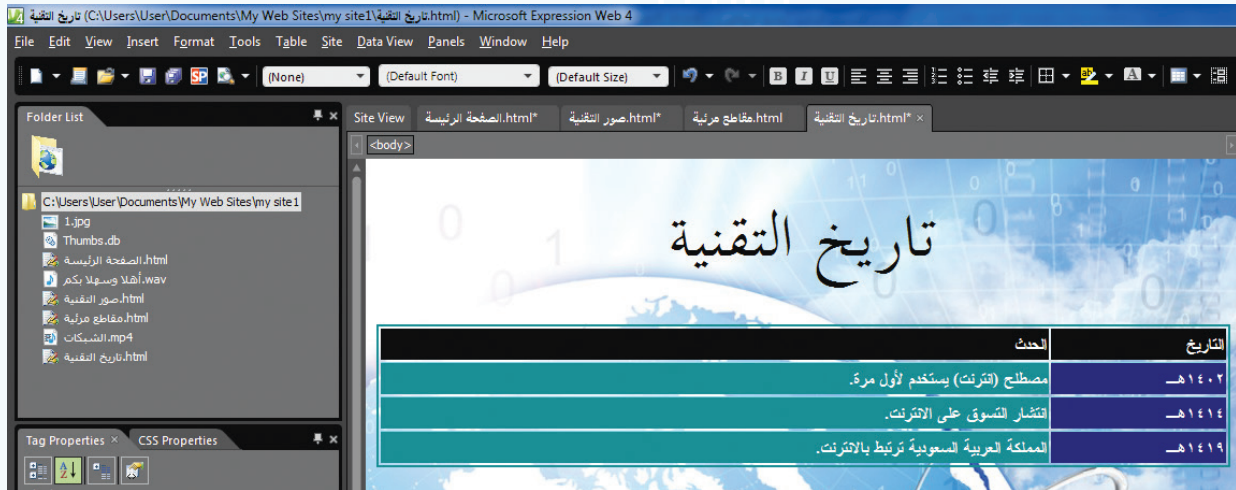 تاريخ التقنية (C:\Users\User\Documents\My Web Sites\my site1\تاريخ التقنية.html) - Microsoft Expression Web 4
File Edit View Insert Format Tools Table Site Data View Panels Window Help
(None) (Default Font) (Default Size) B I U A
Folder List
Site View الصفحة الرئيسة.html* صور التقنية.html* مقاطع مرئية.html تاريخ التقنية.html* ×
<body>
C:\Users\User\Documents\My Web Sites\my site1
1.jpg
Thumbs.db
الصفحة الرئيسة.html
أهلا وسهلا بكم.wav
صور التقنية.html
مقاطع مرئية.html
الشبكات.mp4
تاريخ التقنية.html
تاريخ التقنية
التاريخ الحدث
١٤٠٢هـ مصطلح (انترنت) يستخدم لأول مرة.
١٤١٤هـ انتشار التسوق على الانترنت.
١٤١٩هـ المملكة العربية السعودية ترتبط بالانترنت.
Tag Properties × CSS Properties